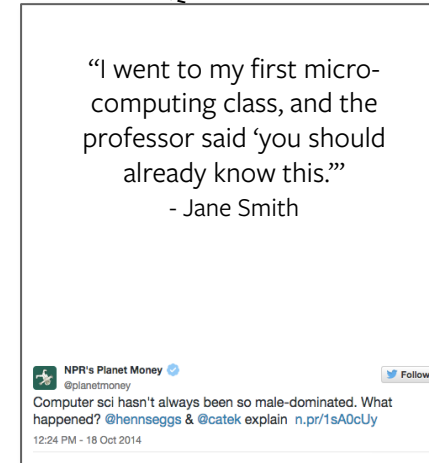 “I went to my first micro-
computing class, and the
professor said ‘you should
already know this.’”
- Jane Smith
NPR's Planet Money
@planetmoney
Follow
Computer sci hasn't always been so male-dominated. What
happened? @hennseggs & @catek explain n.pr/1sA0cUy
12:24 PM - 18 Oct 2014